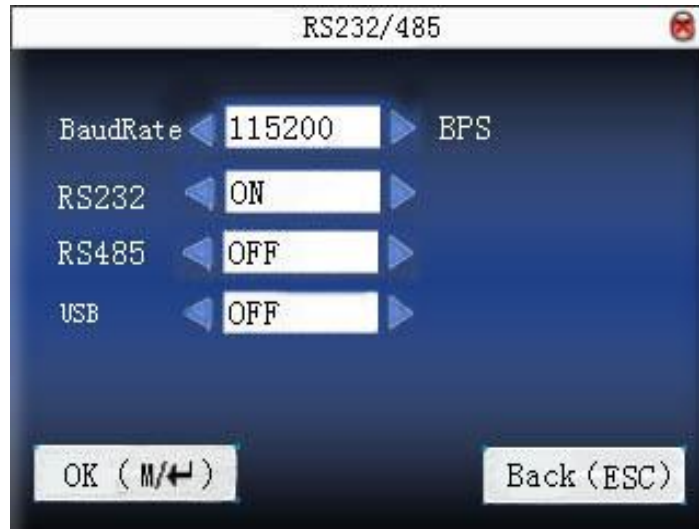 RS232/485
BaudRate 115200 BPS
RS232 ON
RS485 OFF
USB OFF
OK (M/↵) Back(ESC)